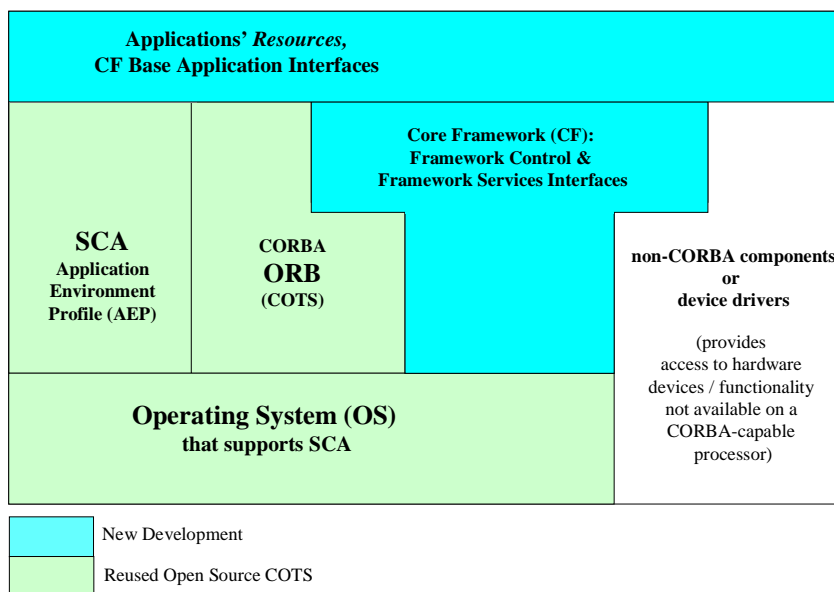 Applications’ Resources,
CF Base Application Interfaces
Core Framework (CF):
Framework Control &
Framework Services Interfaces
SCA
Application
Environment
Profile (AEP)
CORBA
ORB
(COTS)
non-CORBA components
or
device drivers
(provides
access to hardware
devices / functionality
not available on a
CORBA-capable
processor)
Operating System (OS)
that supports SCA
New Development
Reused Open Source COTS